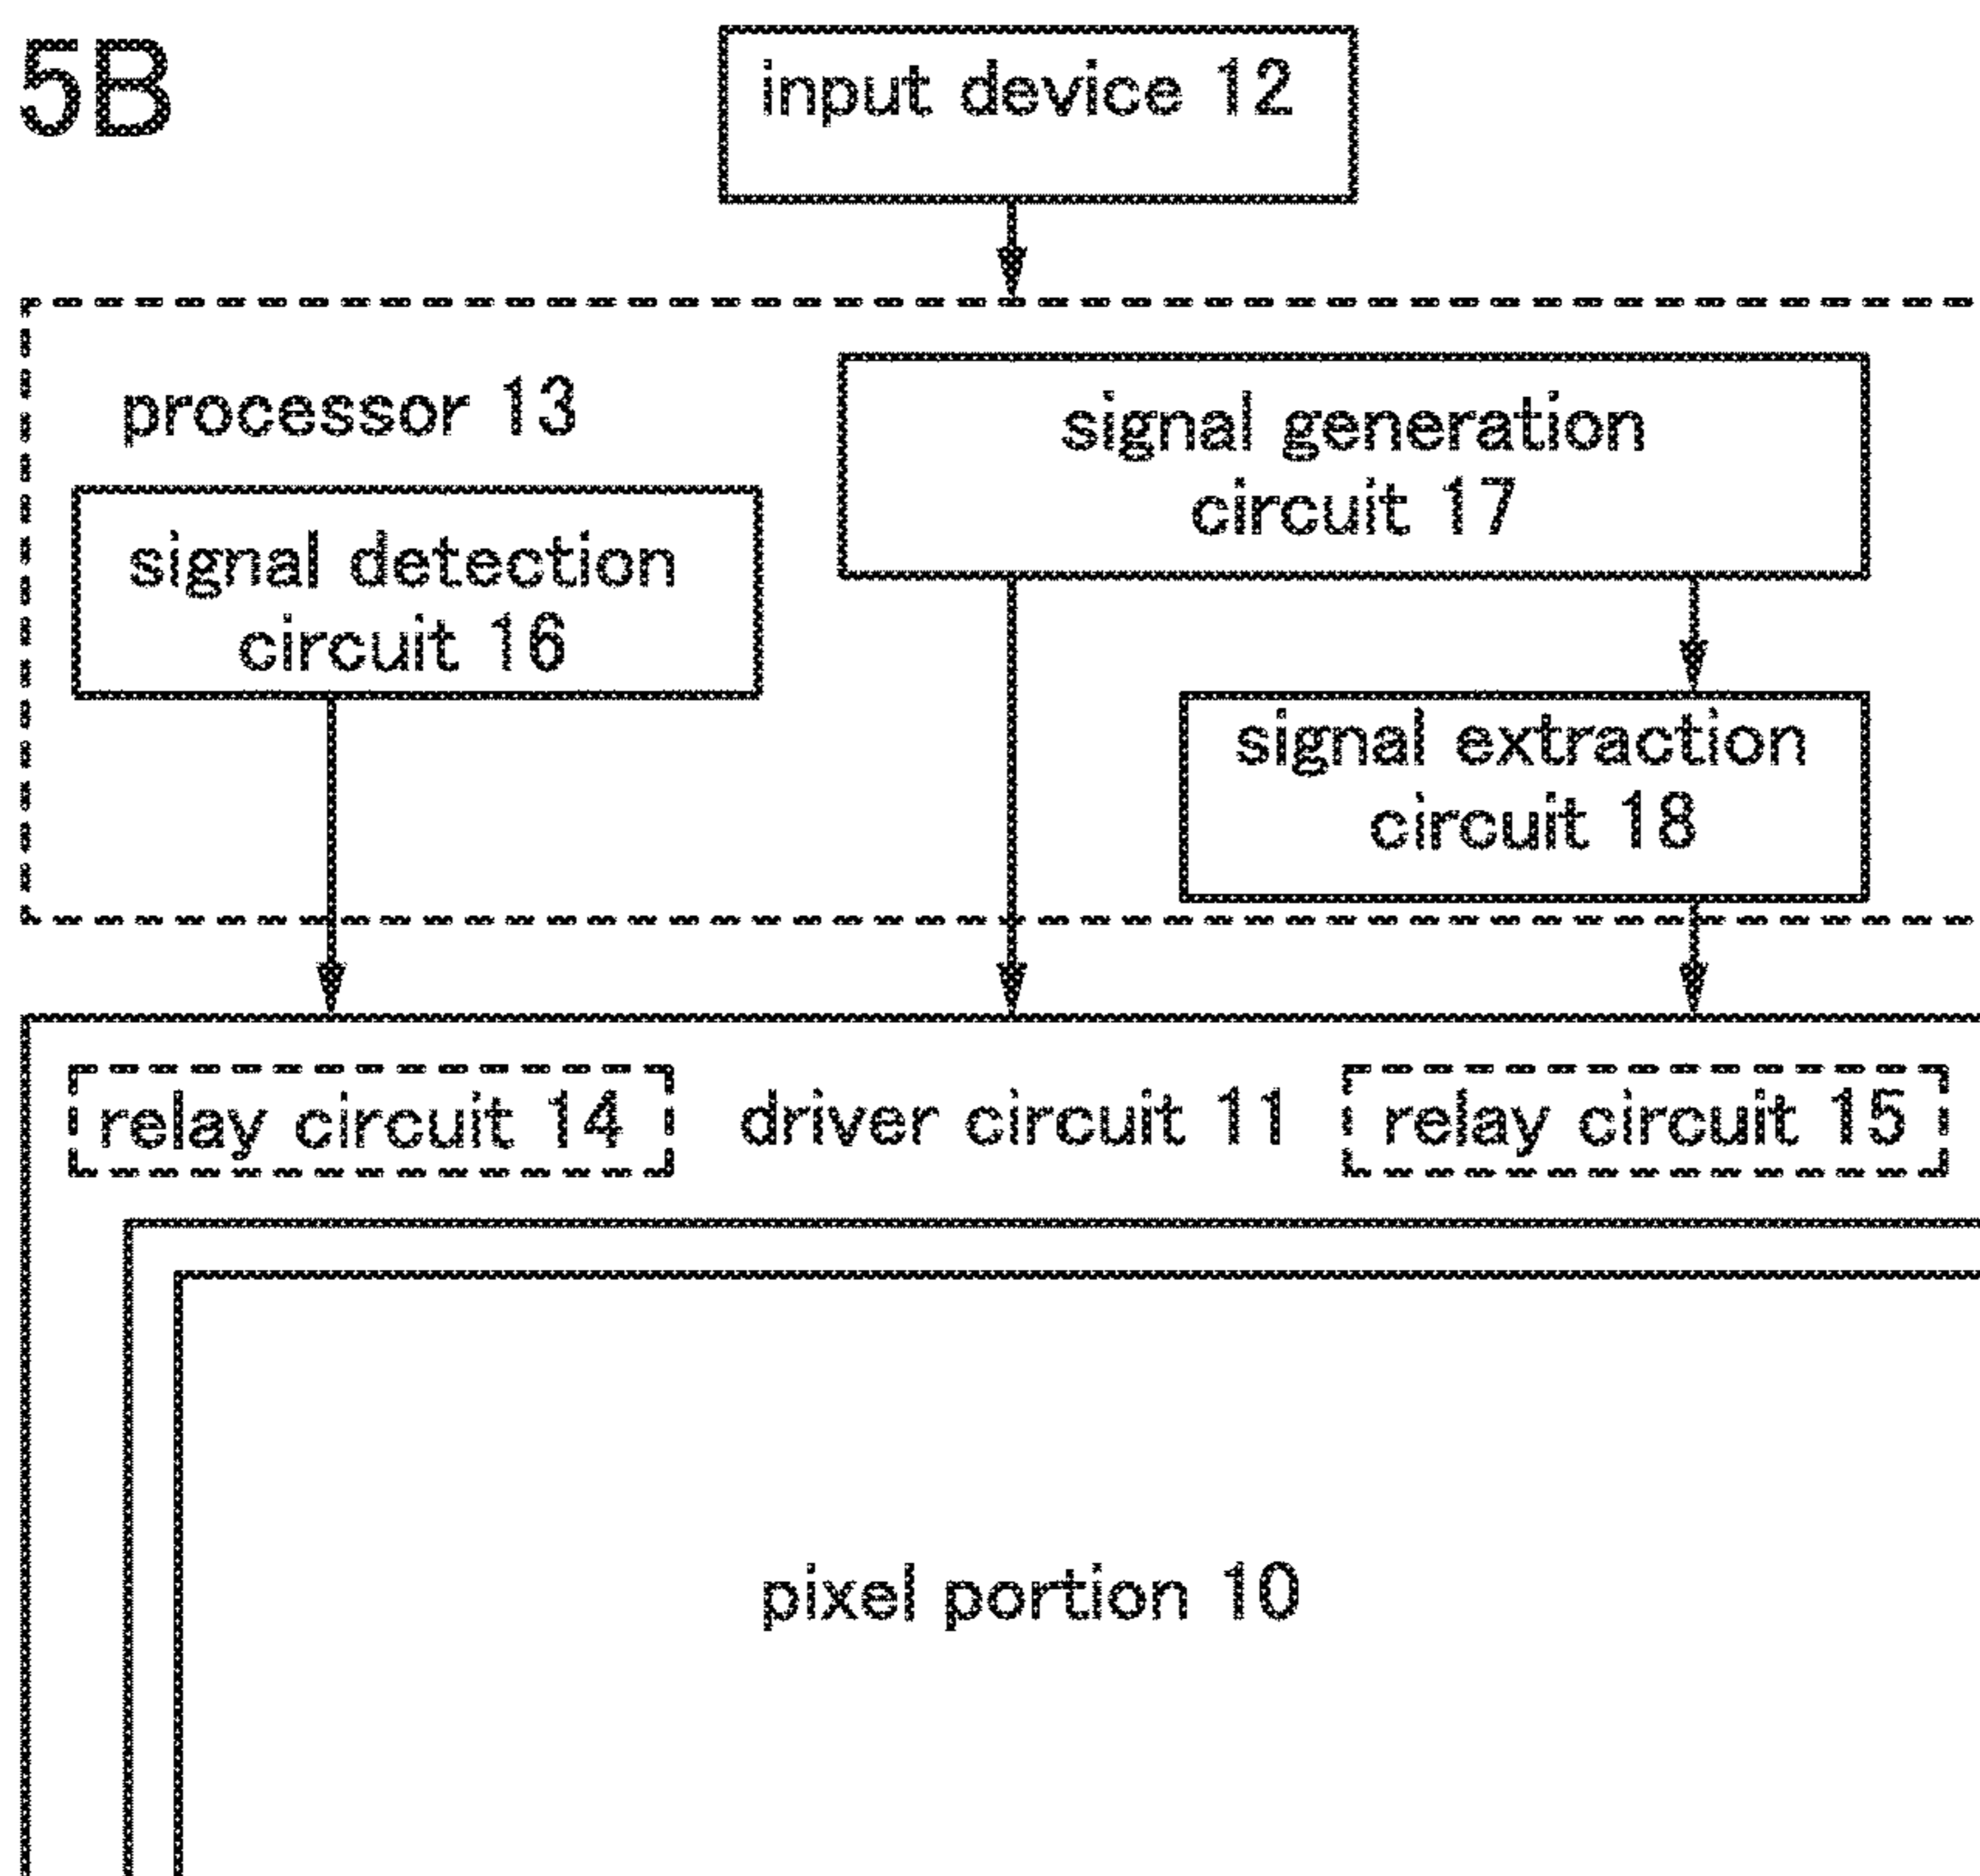 5B
input device 12
processor 13
signal generation
circuit 17
signal detection
circuit 16
signal extraction
circuit 18
relay circuit 14
driver circuit 11
relay circuit 15
pixel portion 10